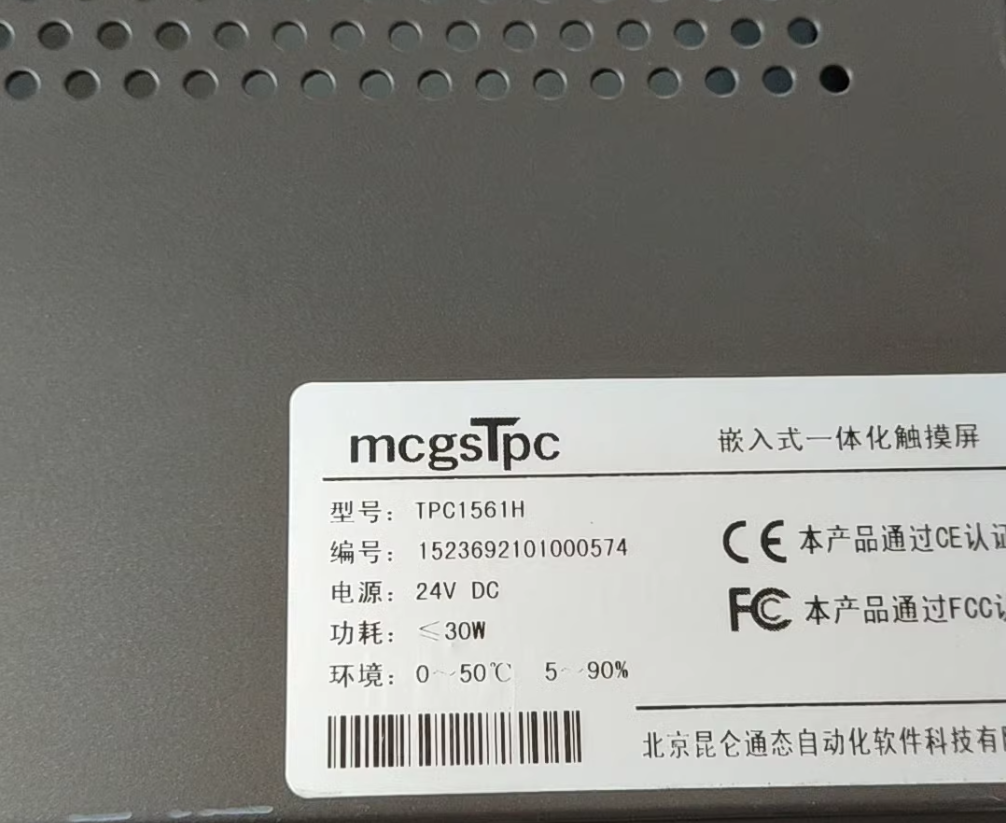 mcgsTpc 嵌入式一体化触摸屏
型号： TPC1561H
编号： 1523692101000574
电源： 24V DC
功耗： ≤30W
环境： 0~50℃ 5~90%
CE 本产品通过CE认证
FC 本产品通过FCC
北京昆仑通态自动化软件科技有